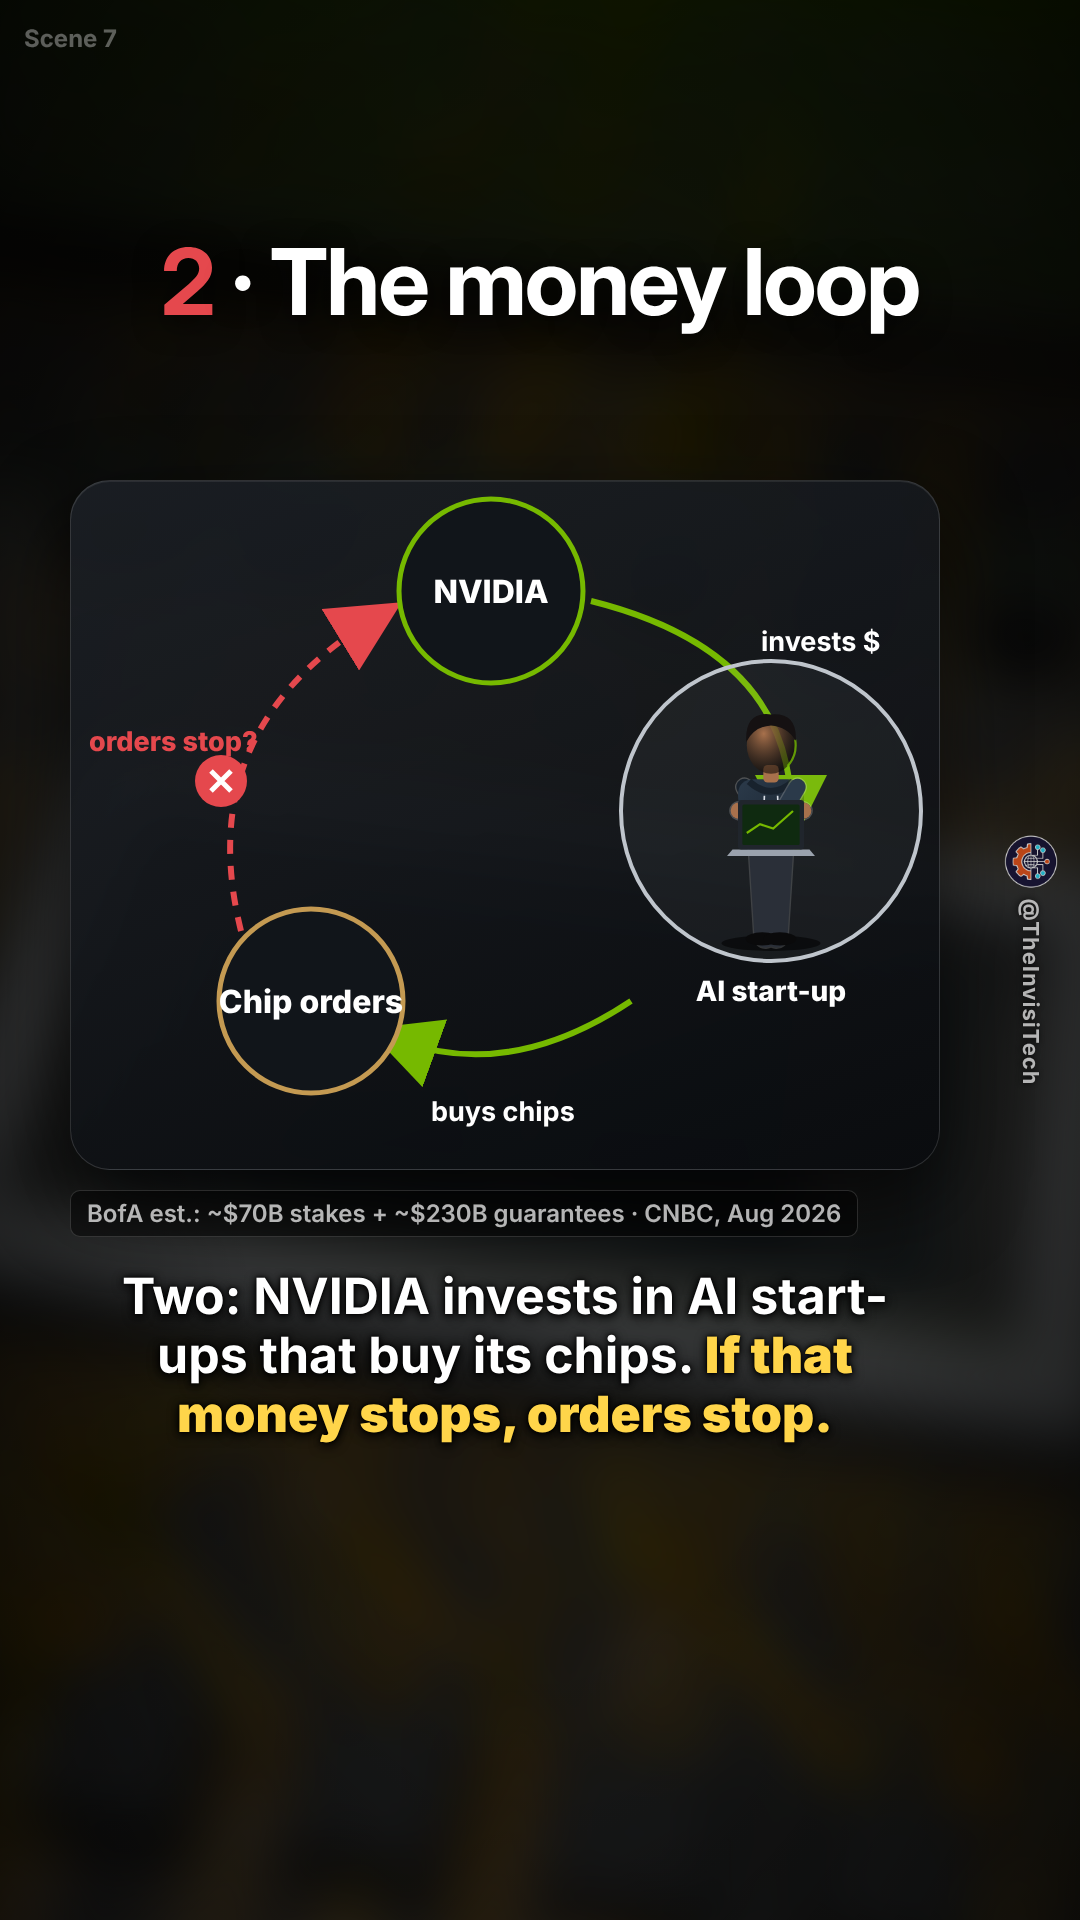 Scene 7
2 · The money loop
NVIDIA
invests $
orders stop?
Chip orders
AI start-up
buys chips
@TheInvisiTech
BofA est.: ~$70B stakes + ~$230B guarantees · CNBC, Aug 2026
Two: NVIDIA invests in AI start-
ups that buy its chips. If that
money stops, orders stop.